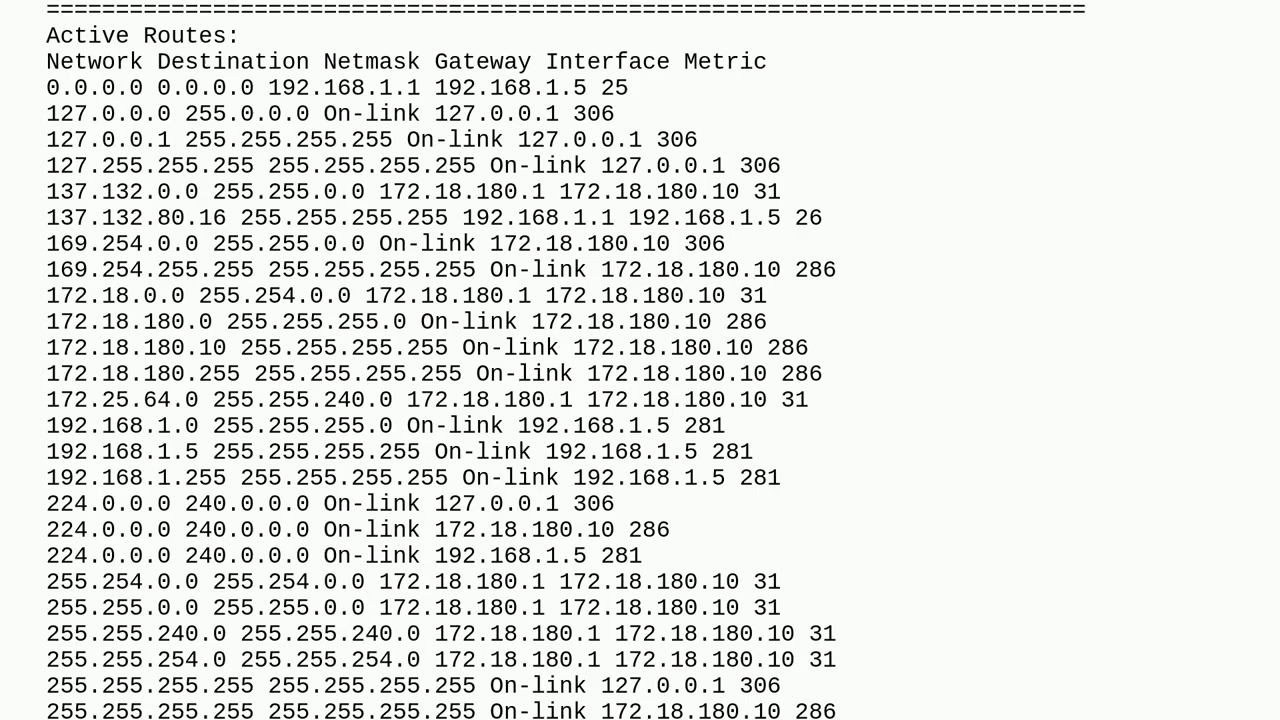 ===========================================================================
Active Routes:
Network Destination Netmask Gateway Interface Metric
0.0.0.0 0.0.0.0 192.168.1.1 192.168.1.5 25
127.0.0.0 255.0.0.0 On-link 127.0.0.1 306
127.0.0.1 255.255.255.255 On-link 127.0.0.1 306
127.255.255.255 255.255.255.255 On-link 127.0.0.1 306
137.132.0.0 255.255.0.0 172.18.180.1 172.18.180.10 31
137.132.80.16 255.255.255.255 192.168.1.1 192.168.1.5 26
169.254.0.0 255.255.0.0 On-link 172.18.180.10 306
169.254.255.255 255.255.255.255 On-link 172.18.180.10 286
172.18.0.0 255.254.0.0 172.18.180.1 172.18.180.10 31
172.18.180.0 255.255.255.0 On-link 172.18.180.10 286
172.18.180.10 255.255.255.255 On-link 172.18.180.10 286
172.18.180.255 255.255.255.255 On-link 172.18.180.10 286
172.25.64.0 255.255.240.0 172.18.180.1 172.18.180.10 31
192.168.1.0 255.255.255.0 On-link 192.168.1.5 281
192.168.1.5 255.255.255.255 On-link 192.168.1.5 281
192.168.1.255 255.255.255.255 On-link 192.168.1.5 281
224.0.0.0 240.0.0.0 On-link 127.0.0.1 306
224.0.0.0 240.0.0.0 On-link 172.18.180.10 286
224.0.0.0 240.0.0.0 On-link 192.168.1.5 281
255.254.0.0 255.254.0.0 172.18.180.1 172.18.180.10 31
255.255.0.0 255.255.0.0 172.18.180.1 172.18.180.10 31
255.255.240.0 255.255.240.0 172.18.180.1 172.18.180.10 31
255.255.254.0 255.255.254.0 172.18.180.1 172.18.180.10 31
255.255.255.255 255.255.255.255 On-link 127.0.0.1 306
255.255.255.255 255.255.255.255 On-link 172.18.180.10 286